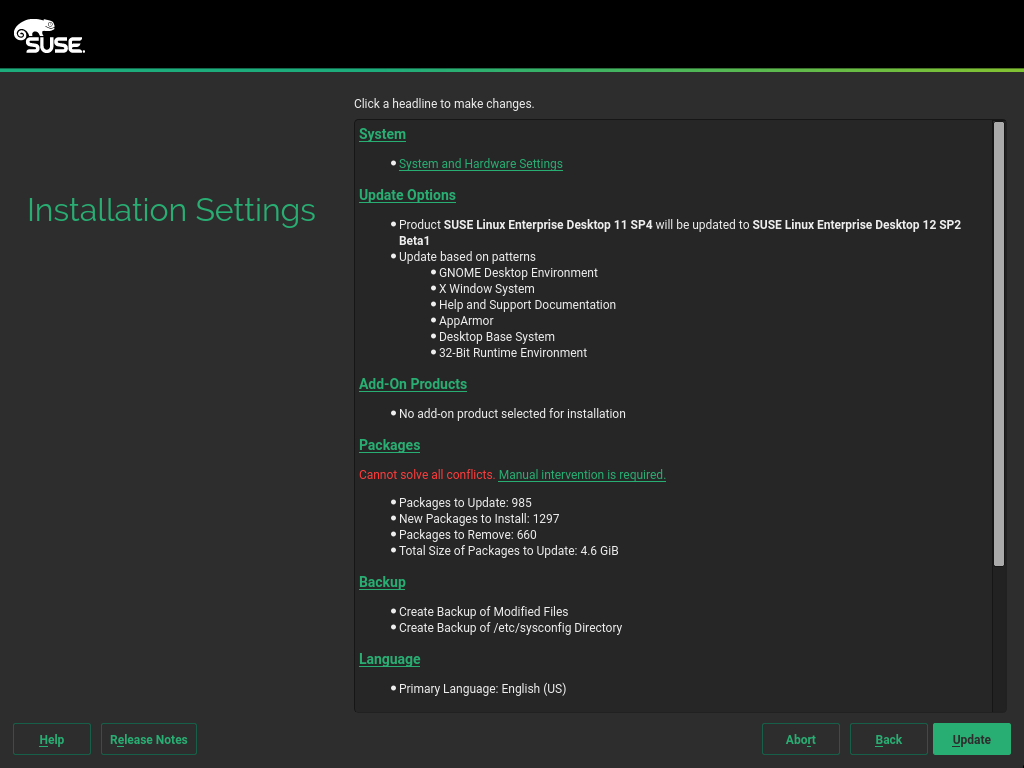 SUSE.
Click a headline to make changes.
System
System and Hardware Settings
Installation Settings
Update Options
Product SUSE Linux Enterprise Desktop 11 SP4 will be updated to SUSE Linux Enterprise Desktop 12 SP2
Beta1
Update based on patterns
GNOME Desktop Environment
X Window System
Help and Support Documentation
AppArmor
Desktop Base System
32-Bit Runtime Environment
Add-On Products
No add-on product selected for installation
Packages
Cannot solve all conflicts. Manual intervention is required.
Packages to Update: 985
New Packages to Install: 1297
Packages to Remove: 660
Total Size of Packages to Update: 4.6 GiB
Backup
Create Backup of Modified Files
Create Backup of /etc/sysconfig Directory
Language
Primary Language: English (US)
Help Release Notes Abort Back Update